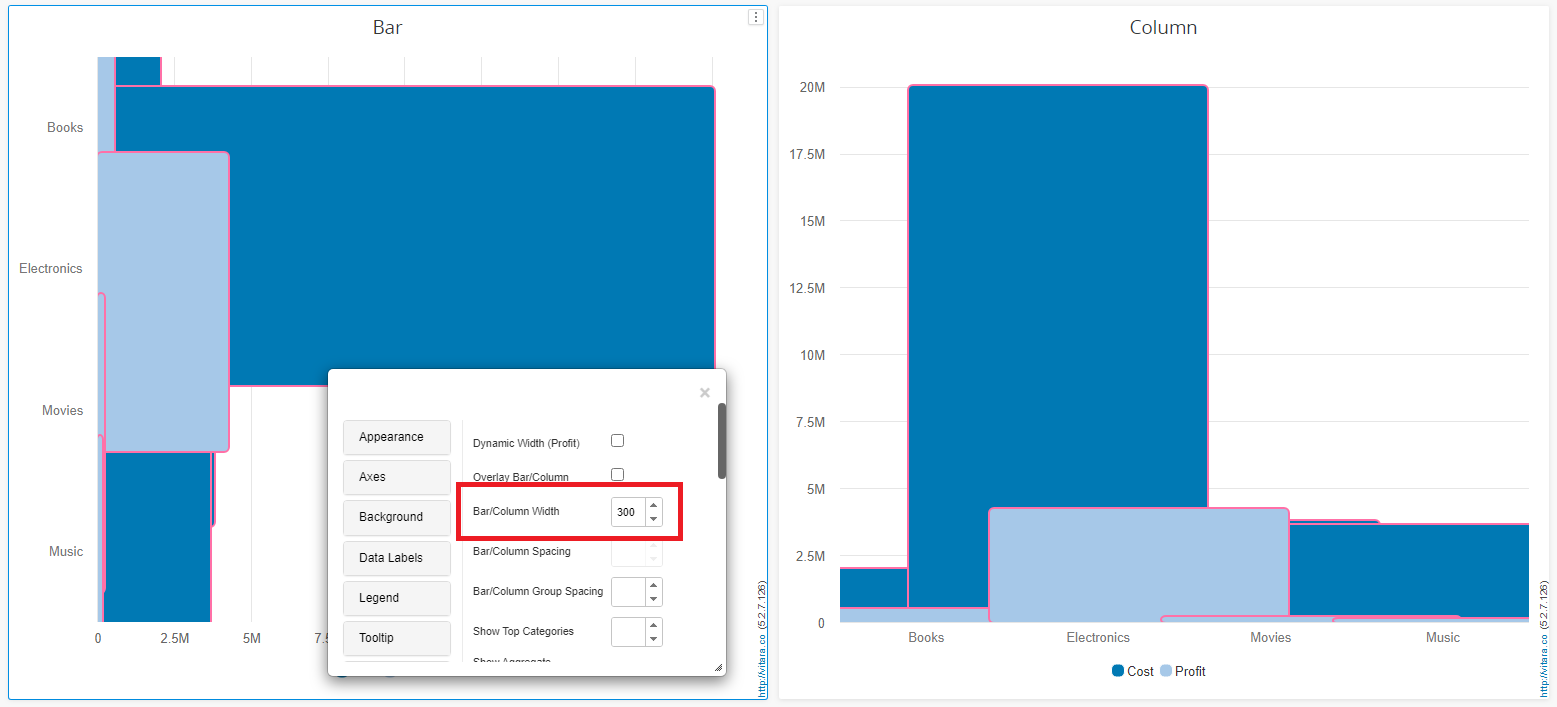 Bar
Books
Electronics
Movies
Music
0
2.5M
5M
7.5
http://vitara.co (5.2.7.126)
×
Appearance
Axes
Background
Data Labels
Legend
Tooltip
Dynamic Width (Profit)
Overlay Bar/Column
Bar/Column Width
300
Bar/Column Spacing
Bar/Column Group Spacing
Show Top Categories
Show Aggregate
Column
20M
17.5M
15M
12.5M
10M
7.5M
5M
2.5M
0
Books
Electronics
Movies
Music
Cost
Profit
http://vitara.co (5.2.7.126)